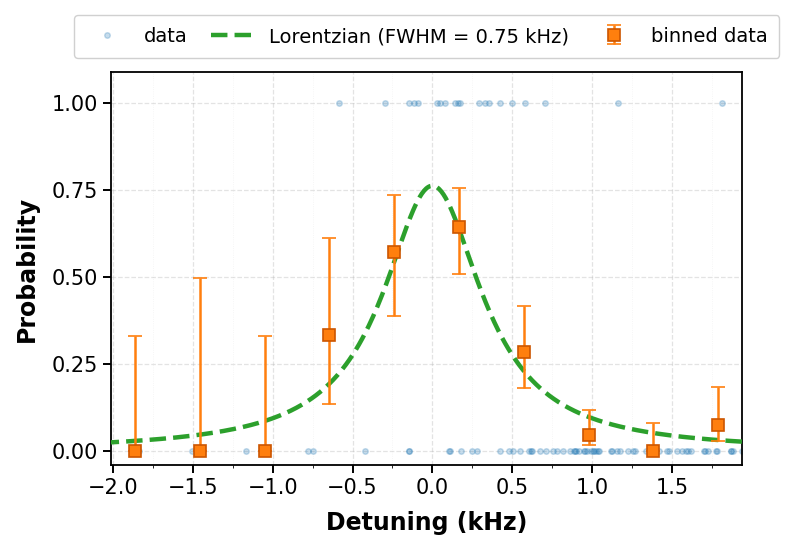 data
Lorentzian (FWHM = 0.75 kHz)
binned data
1.00
0.75
0.50
0.25
0.00
Probability
−2.0 −1.5 −1.0 −0.5 0.0 0.5 1.0 1.5
Detuning (kHz)